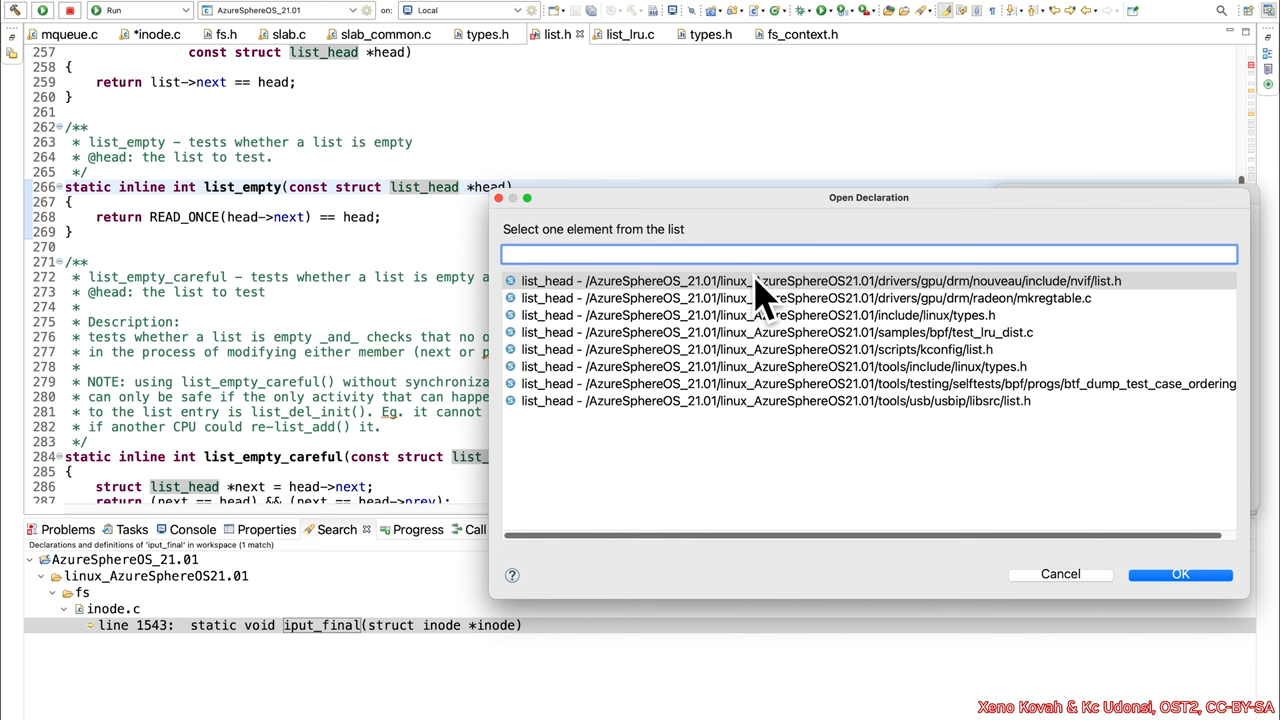 Run
AzureSphereOS_21.01
on:
Local
mqueue.c
*inode.c
fs.h
slab.c
slab_common.c
types.h
list.h
list_lru.c
types.h
fs_context.h
257 const struct list_head *head)
258 {
259 return list->next == head;
260 }
261
262 /**
263 * list_empty - tests whether a list is empty
264 * @head: the list to test.
265 */
266 static inline int list_empty(const struct list_head *head)
267 {
268 return READ_ONCE(head->next) == head;
269 }
270
271 /**
272 * list_empty_careful - tests whether a list is empty a
273 * @head: the list to test
274 *
275 * Description:
276 * tests whether a list is empty _and_ checks that no o
277 * in the process of modifying either member (next or p
278 *
279 * NOTE: using list_empty_careful() without synchroniza
280 * can only be safe if the only activity that can happe
281 * to the list entry is list_del_init(). Eg. it cannot
282 * if another CPU could re-list_add() it.
283 */
284 static inline int list_empty_careful(const struct list_
285 {
286 struct list_head *next = head->next;
287 return (next == head) && (next == head->prev);
Open Declaration
Select one element from the list
list_head - /AzureSphereOS_21.01/linux_AzureSphereOS21.01/drivers/gpu/drm/nouveau/include/nvif/list.h
list_head - /AzureSphereOS_21.01/linux_AzureSphereOS21.01/drivers/gpu/drm/radeon/mkregtable.c
list_head - /AzureSphereOS_21.01/linux_AzureSphereOS21.01/include/linux/types.h
list_head - /AzureSphereOS_21.01/linux_AzureSphereOS21.01/samples/bpf/test_lru_dist.c
list_head - /AzureSphereOS_21.01/linux_AzureSphereOS21.01/scripts/kconfig/list.h
list_head - /AzureSphereOS_21.01/linux_AzureSphereOS21.01/tools/include/linux/types.h
list_head - /AzureSphereOS_21.01/linux_AzureSphereOS21.01/tools/testing/selftests/bpf/progs/btf_dump_test_case_ordering
list_head - /AzureSphereOS_21.01/linux_AzureSphereOS21.01/tools/usb/usbip/libsrc/list.h
?
Cancel
OK
Problems
Tasks
Console
Properties
Search
Progress
Call
Declarations and definitions of 'iput_final' in workspace (1 match)
AzureSphereOS_21.01
linux_AzureSphereOS21.01
fs
inode.c
line 1543: static void iput_final(struct inode *inode)
Xeno Kovah & Kc Udonsi, OST2, CC-BY-SA